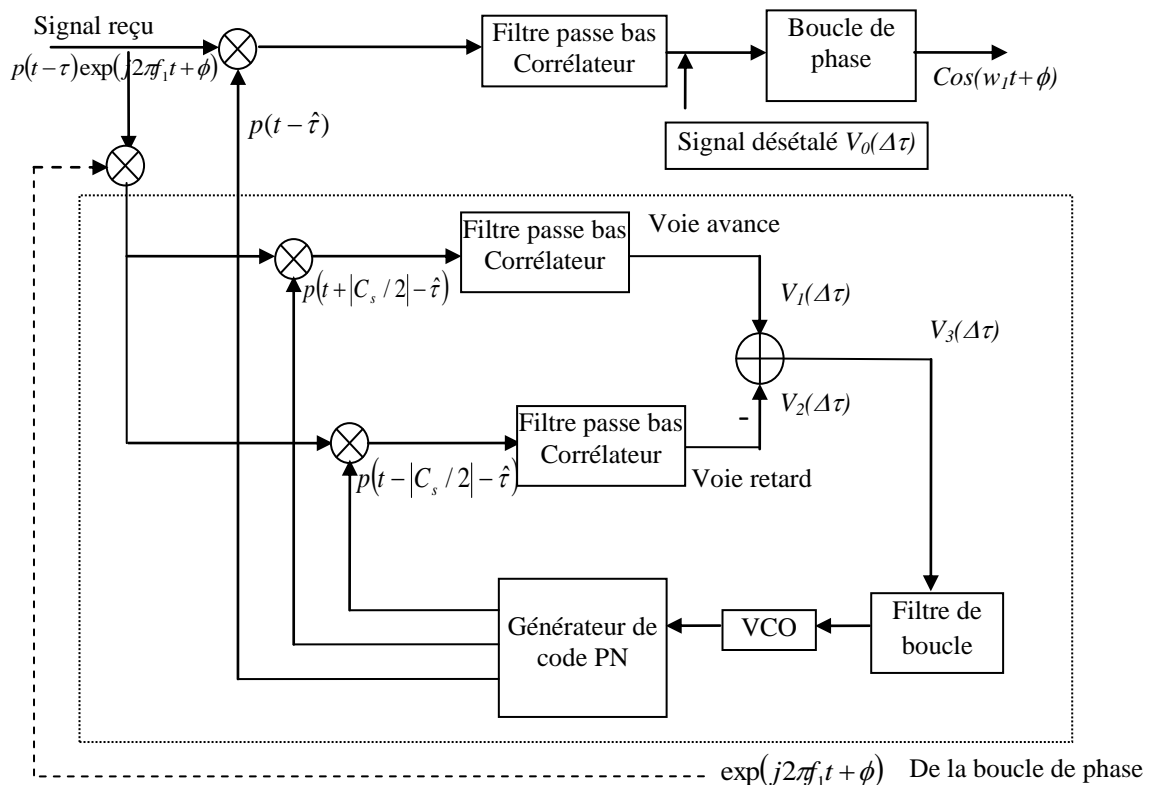 Signal reçu
p(t−τ)exp(j2πf₁t+ϕ)
Filtre passe bas
Corrélateur
Boucle de
phase
Cos(w₁t+ϕ)
p(t−τ̂)
Signal désétalé V₀(Δτ)
Filtre passe bas
Corrélateur
Voie avance
p(t+|Cₛ/2|−τ̂)
V₁(Δτ)
V₃(Δτ)
V₂(Δτ)
-
Filtre passe bas
Corrélateur
p(t−|Cₛ/2|−τ̂)
Voie retard
Générateur de
code PN
VCO
Filtre de
boucle
exp(j2πf₁t+ϕ) De la boucle de phase